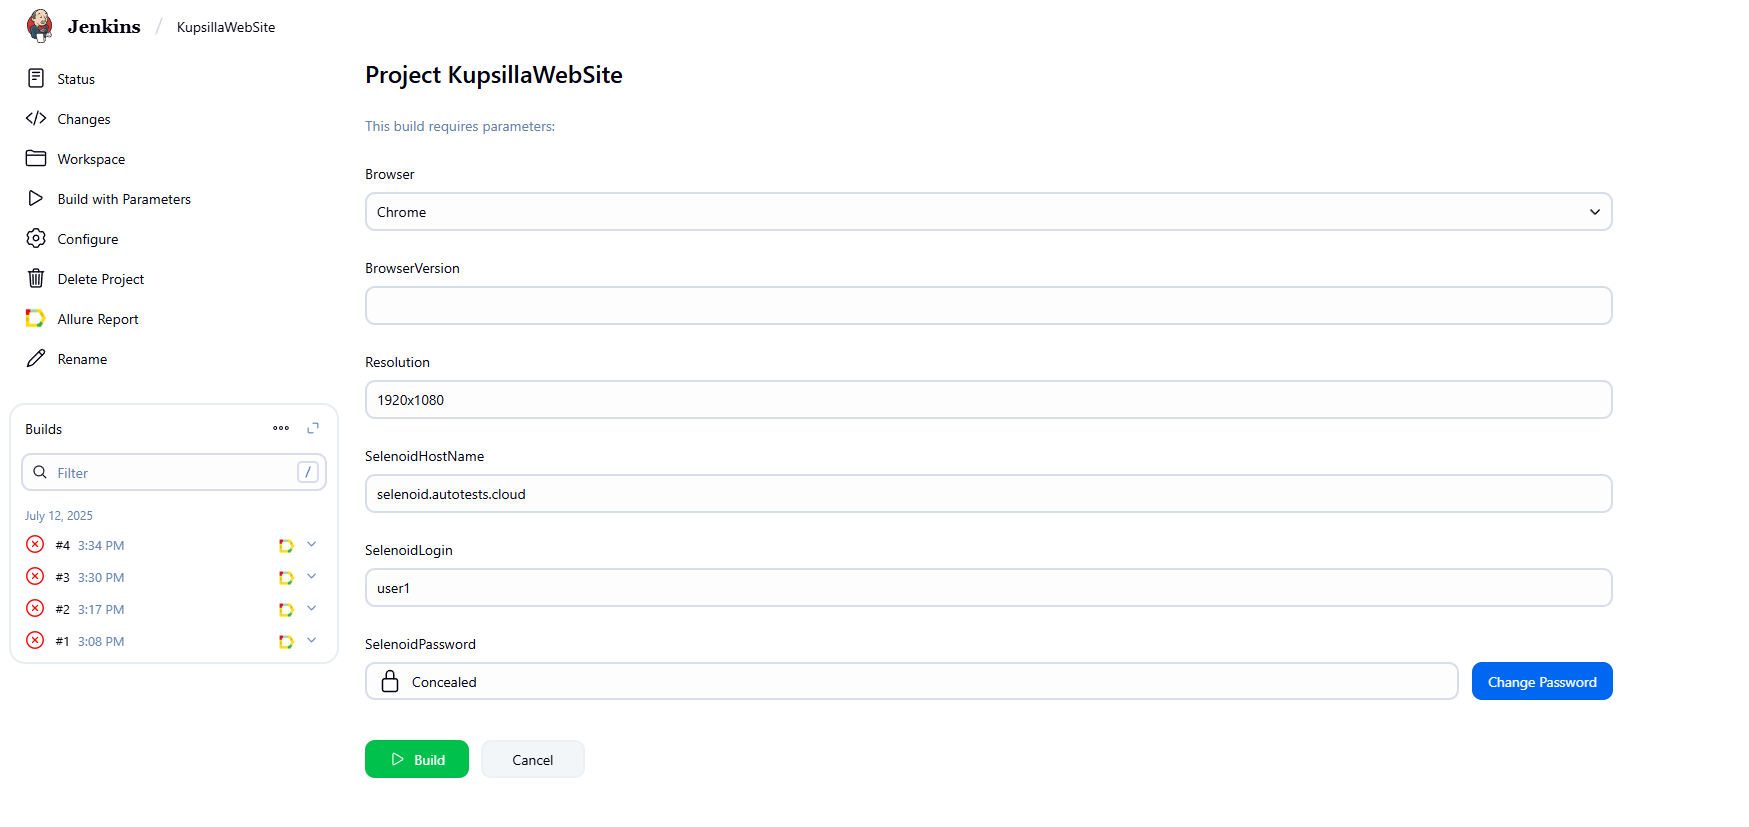 Jenkins / KupsillaWebSite
Status
Changes
Workspace
Build with Parameters
Configure
Delete Project
Allure Report
Rename
Builds
Filter /
July 12, 2025
#4 3:34 PM
#3 3:30 PM
#2 3:17 PM
#1 3:08 PM
Project KupsillaWebSite
This build requires parameters:
Browser
Chrome
BrowserVersion
Resolution
1920x1080
SelenoidHostName
selenoid.autotests.cloud
SelenoidLogin
user1
SelenoidPassword
Concealed
Change Password
Build
Cancel